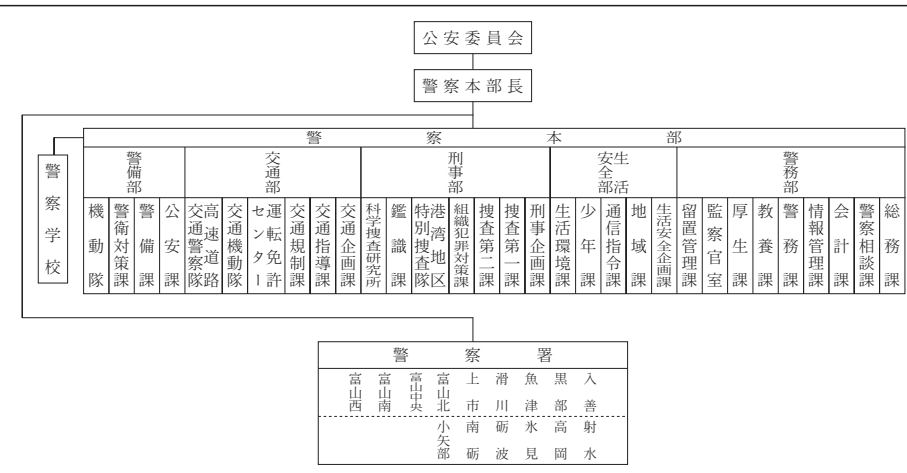 公安委員会
警察本部長
警察本部
警察学校
警務部
総務課
警察相談課
会計課
情報管理課
警務課
教養課
厚生課
監察官室
留置管理課
生活安全部
生活安全企画課
地域課
通信指令課
少年課
生活環境課
刑事部
刑事企画課
捜査第一課
捜査第二課
組織犯罪対策課
港湾地区特別捜査隊
鑑識課
科学捜査研究所
交通部
交通企画課
交通指導課
交通規制課
運転免許センター
交通機動隊
高速道路交通警察隊
警備部
公安課
警備課
警衛対策課
機動隊
警察署
入善
黒部
魚津
滑川
上市
富山北
富山中央
富山南
富山西
射水
高岡
氷見
砺波
南砺
小矢部